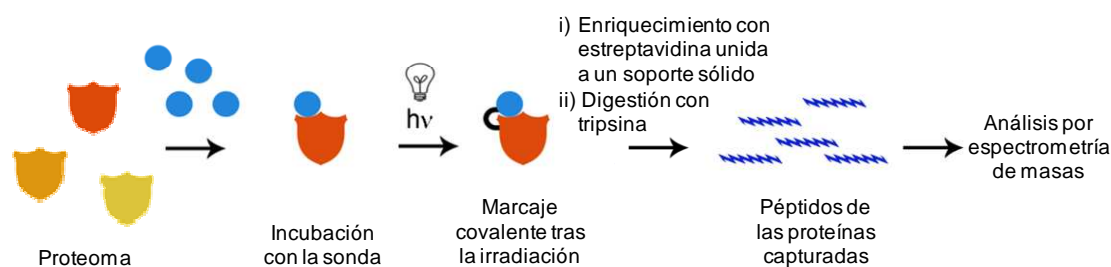 Proteoma
Incubación
con la sonda
hν
Marcaje
covalente tras
la irradiación
i) Enriquecimiento con
estreptavidina unida
a un soporte sólido
ii) Digestión con
tripsina
Péptidos de
las proteínas
capturadas
Análisis por
espectrometría
de masas